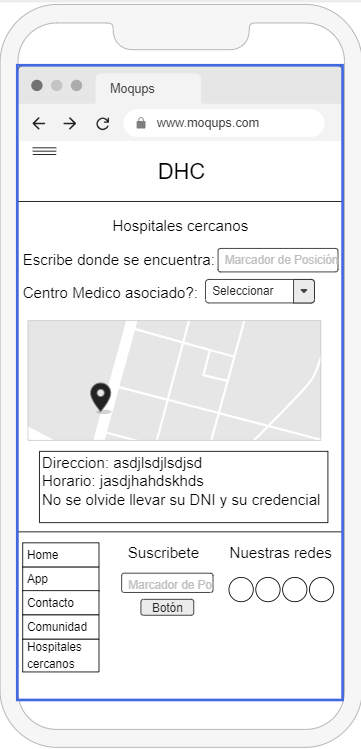 Moqups
www.moqups.com
DHC
Hospitales cercanos
Escribe donde se encuentra: Marcador de Posición
Centro Medico asociado?: Seleccionar
Direccion: asdjlsdjlsdjsd
Horario: jasdjhahdskhds
No se olvide llevar su DNI y su credencial
Home
App
Contacto
Comunidad
Hospitales
cercanos
Suscribete
Marcador de Po
Botón
Nuestras redes